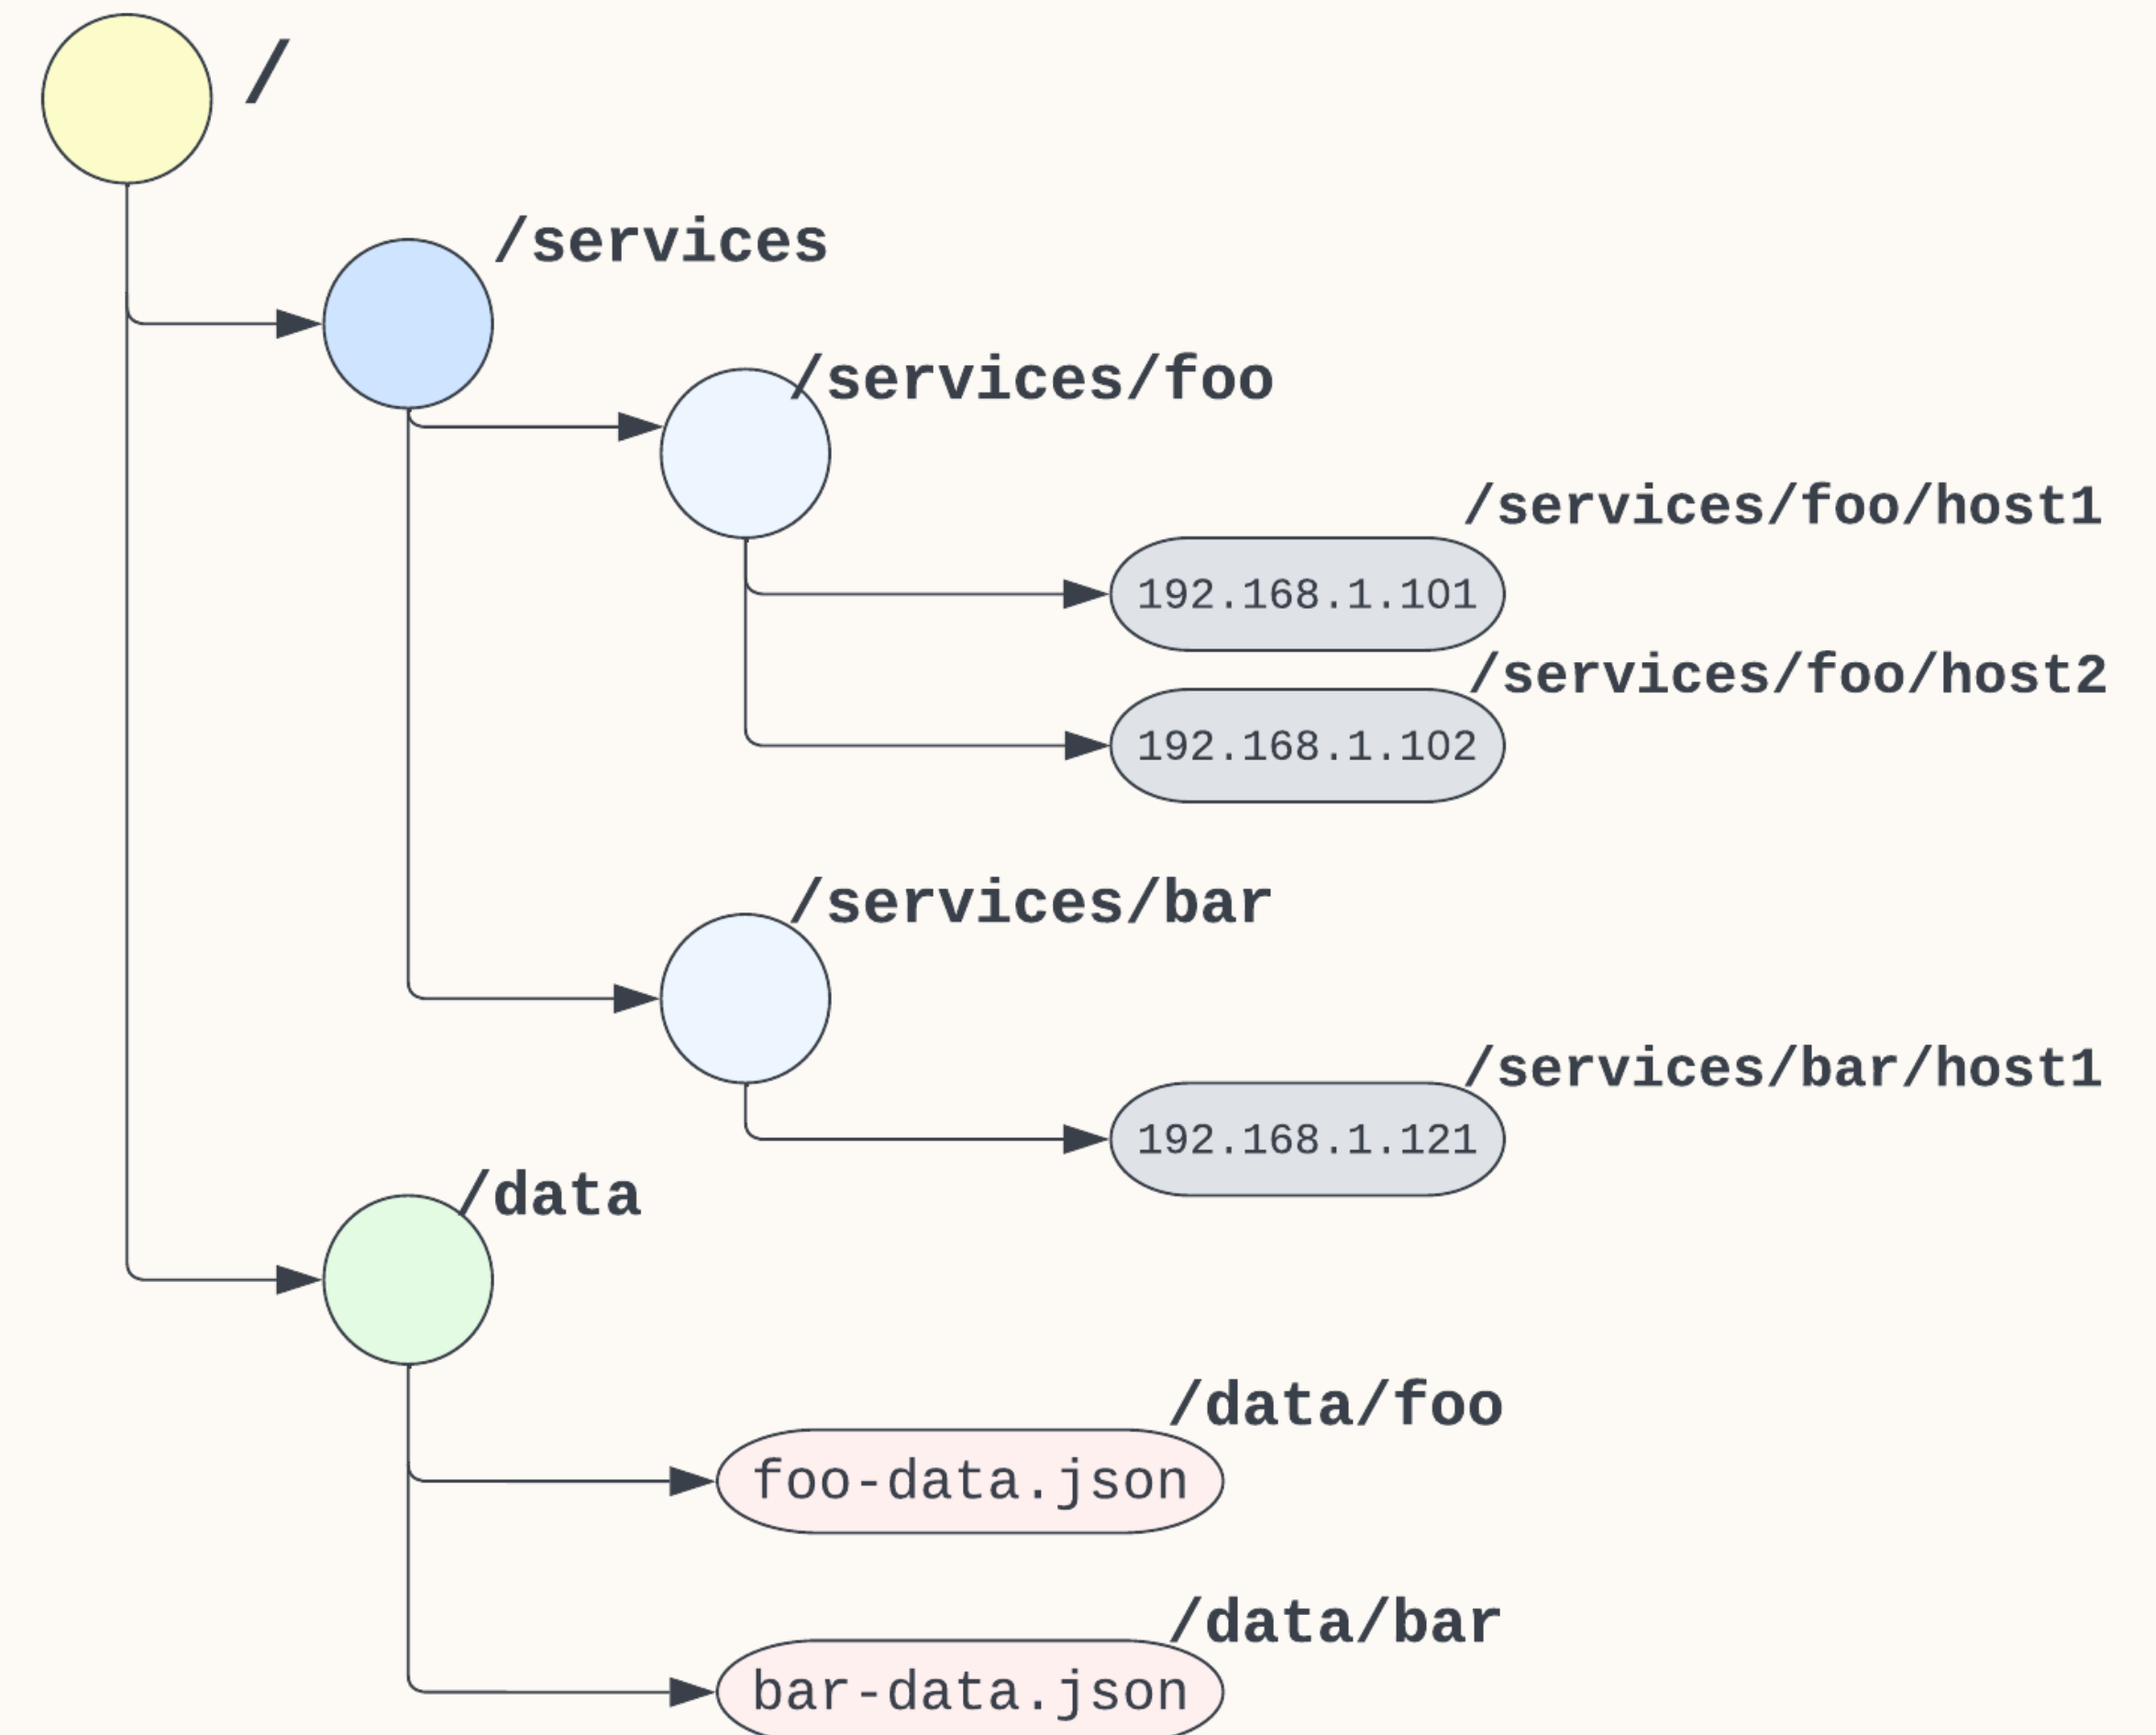 /
/services
/services/foo
/services/foo/host1
192.168.1.101
/services/foo/host2
192.168.1.102
/services/bar
/services/bar/host1
192.168.1.121
/data
/data/foo
foo-data.json
/data/bar
bar-data.json